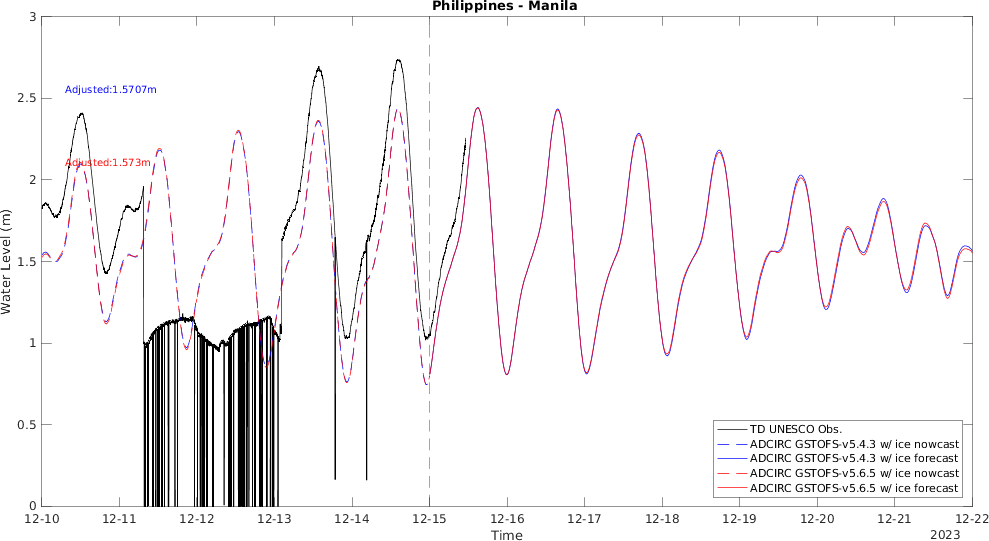 Philippines - Manila
3
2.5
2
1.5
1
0.5
0
Water Level (m)
Adjusted:1.5707m
Adjusted:1.573m
TD UNESCO Obs.
ADCIRC GSTOFS-v5.4.3 w/ ice nowcast
ADCIRC GSTOFS-v5.4.3 w/ ice forecast
ADCIRC GSTOFS-v5.6.5 w/ ice nowcast
ADCIRC GSTOFS-v5.6.5 w/ ice forecast
12-10 12-11 12-12 12-13 12-14 12-15 12-16 12-17 12-18 12-19 12-20 12-21 12-22
Time 2023